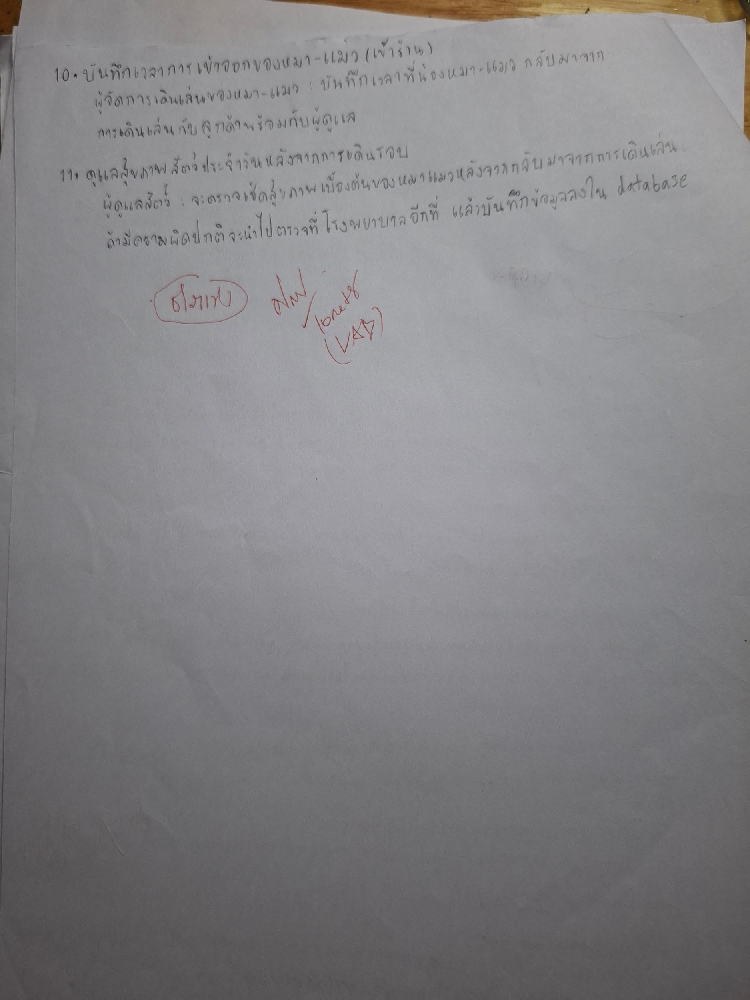 10. บันทึกเวลาการเข้าออกของหมา-แมว (เข้าร้าน)
ผู้จัดการเดินเล่นของหมา-แมว : บันทึกเวลาที่น้องหมา-แมว กลับมาจาก
การเดินเล่นกับลูกค้าพร้อมกับผู้ดูแล
11. ดูแลสุขภาพสัตว์ประจำวันหลังจากการเดินรอบ
ผู้ดูแลสัตว์ : จะตรวจเช็คสุขภาพเบื้องต้นของหมาแมวหลังจากกลับมาจากการเดินเล่น
ถ้ามีความผิดปกติจะนำไปตรวจที่โรงพยาบาลอีกที่ แล้วบันทึกข้อมูลลงใน database